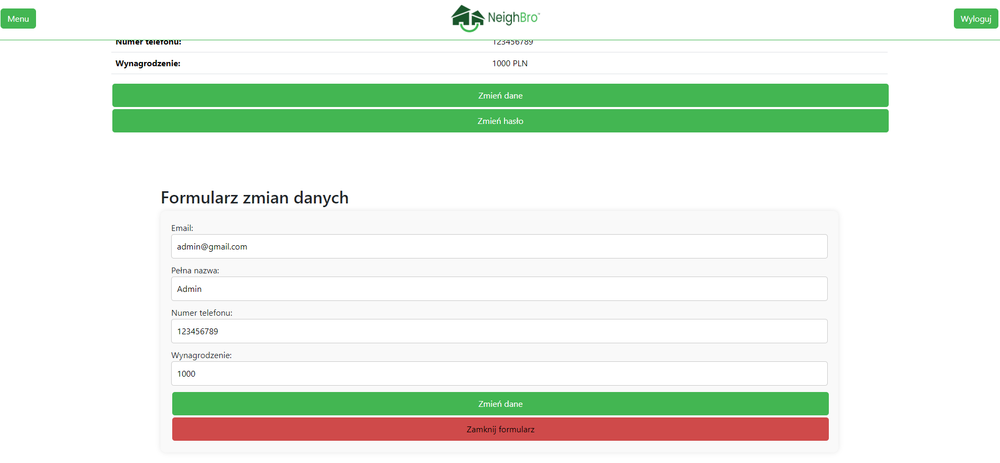 Menu
NeighBro™
Wyloguj
Numer telefonu: 123456789
Wynagrodzenie: 1000 PLN
Zmień dane
Zmień hasło
Formularz zmian danych
Email:
admin@gmail.com
Pełna nazwa:
Admin
Numer telefonu:
123456789
Wynagrodzenie:
1000
Zmień dane
Zamknij formularz